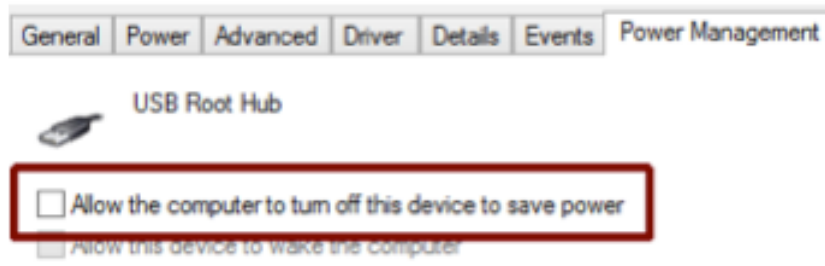 General Power Advanced Driver Details Events Power Management
USB Root Hub
Allow the computer to turn off this device to save power
Allow this device to wake the computer